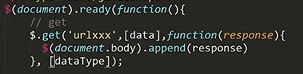 $(document).ready(function(){
// get
$.get('urlxxx',[data],function(response){
$(document.body).append(response)
}, [dataType]);